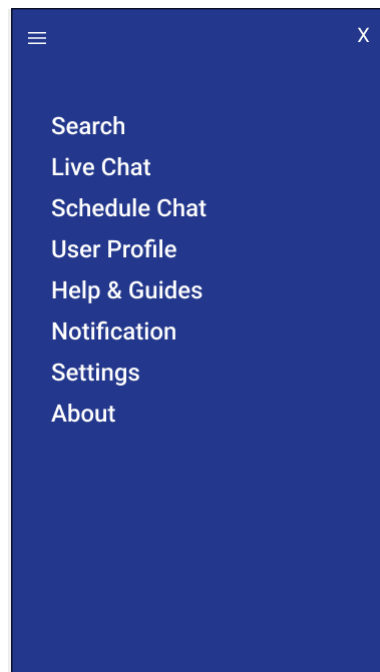 X
Search
Live Chat
Schedule Chat
User Profile
Help & Guides
Notification
Settings
About